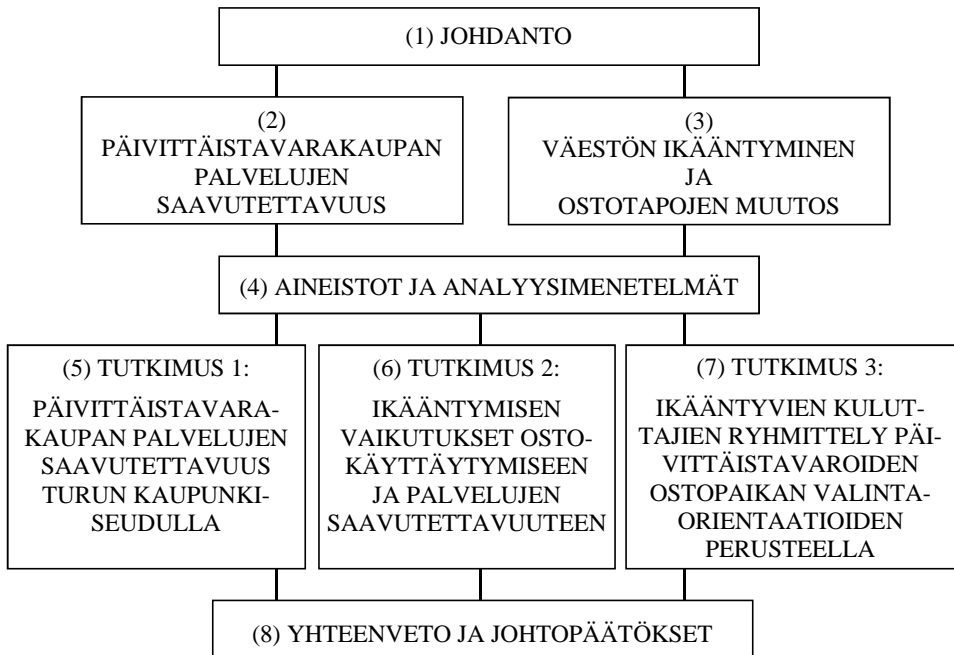 (1) JOHDANTO
(2)
PÄIVITTÄISTAVARAKAUPAN
PALVELUJEN
SAAVUTETTAVUUS
(3)
VÄESTÖN IKÄÄNTYMINEN
JA
OSTOTAPOJEN MUUTOS
(4) AINEISTOT JA ANALYYSIMENETELMÄT
(5) TUTKIMUS 1:
PÄIVITTÄISTAVARA-
KAUPAN PALVELUJEN
SAAVUTETTAVUUS
TURUN KAUPUNKI-
SEUDULLA
(6) TUTKIMUS 2:
IKÄÄNTYMISEN
VAIKUTUKSET OSTO-
KÄYTTÄYTYMISEEN
JA PALVELUJEN
SAAVUTETTAVUUTEEN
(7) TUTKIMUS 3:
IKÄÄNTYVIEN KULUT-
TAJIEN RYHMITTELY PÄI-
VITTÄISTAVAROIDEN
OSTOPAIKAN VALINTA-
ORIENTAATIOIDEN
PERUSTEELLA
(8) YHTEENVETO JA JOHTOPÄÄTÖKSET